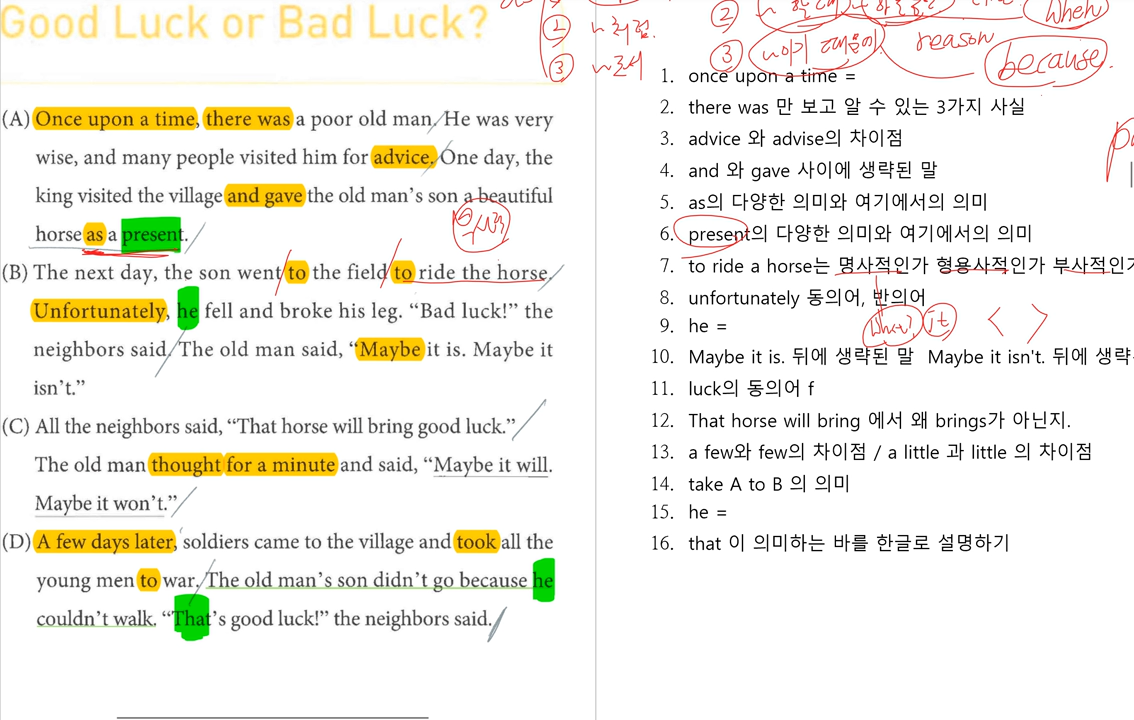 Good Luck or Bad Luck?
(A) Once upon a time, there was a poor old man. He was very
wise, and many people visited him for advice. One day, the
king visited the village and gave the old man's son a beautiful
horse as a present.
(B) The next day, the son went to the field to ride the horse.
Unfortunately, he fell and broke his leg. "Bad luck!" the
neighbors said. The old man said, "Maybe it is. Maybe it
isn't."
(C) All the neighbors said, "That horse will bring good luck."
The old man thought for a minute and said, "Maybe it will.
Maybe it won't."
(D) A few days later, soldiers came to the village and took all the
young men to war. The old man's son didn't go because he
couldn't walk. "That's good luck!" the neighbors said.
② ~처럼.
③ ~로서
②
when
③ ~이기 때문에 reason
because.
1. once upon a time =
2. there was 만 보고 알 수 있는 3가지 사실
3. advice 와 advise의 차이점
4. and 와 gave 사이에 생략된 말
5. as의 다양한 의미와 여기에서의 의미
6. present의 다양한 의미와 여기에서의 의미
7. to ride a horse는 명사적인가 형용사적인가 부사적인가
8. unfortunately 동의어, 반의어
9. he =
it < >
10. Maybe it is. 뒤에 생략된 말 Maybe it isn't. 뒤에 생략
11. luck의 동의어 f
12. That horse will bring 에서 왜 brings가 아닌지.
13. a few와 few의 차이점 / a little 과 little 의 차이점
14. take A to B 의 의미
15. he =
16. that 이 의미하는 바를 한글로 설명하기